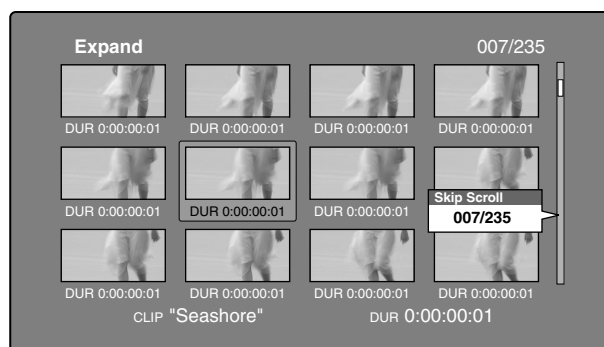 Expand 007/235
DUR 0:00:00:01 DUR 0:00:00:01 DUR 0:00:00:01 DUR 0:00:00:01
Skip Scroll
007/235
DUR 0:00:00:01 DUR 0:00:00:01 DUR 0:00:00:01
DUR 0:00:00:01 DUR 0:00:00:01 DUR 0:00:00:01 DUR 0:00:00:01
CLIP "Seashore" DUR 0:00:00:01